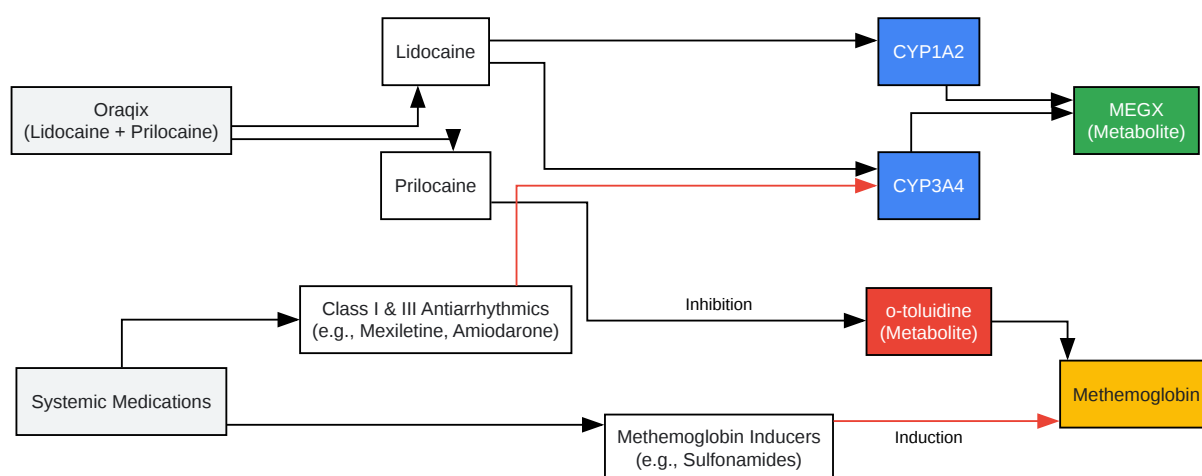 Lidocaine
CYP1A2
Oraqix
(Lidocaine + Prilocaine)
MEGX
(Metabolite)
Prilocaine
CYP3A4
Class I & III Antiarrhythmics
(e.g., Mexiletine, Amiodarone)
Inhibition
o-toluidine
(Metabolite)
Systemic Medications
Methemoglobin
Methemoglobin Inducers
(e.g., Sulfonamides)
Induction